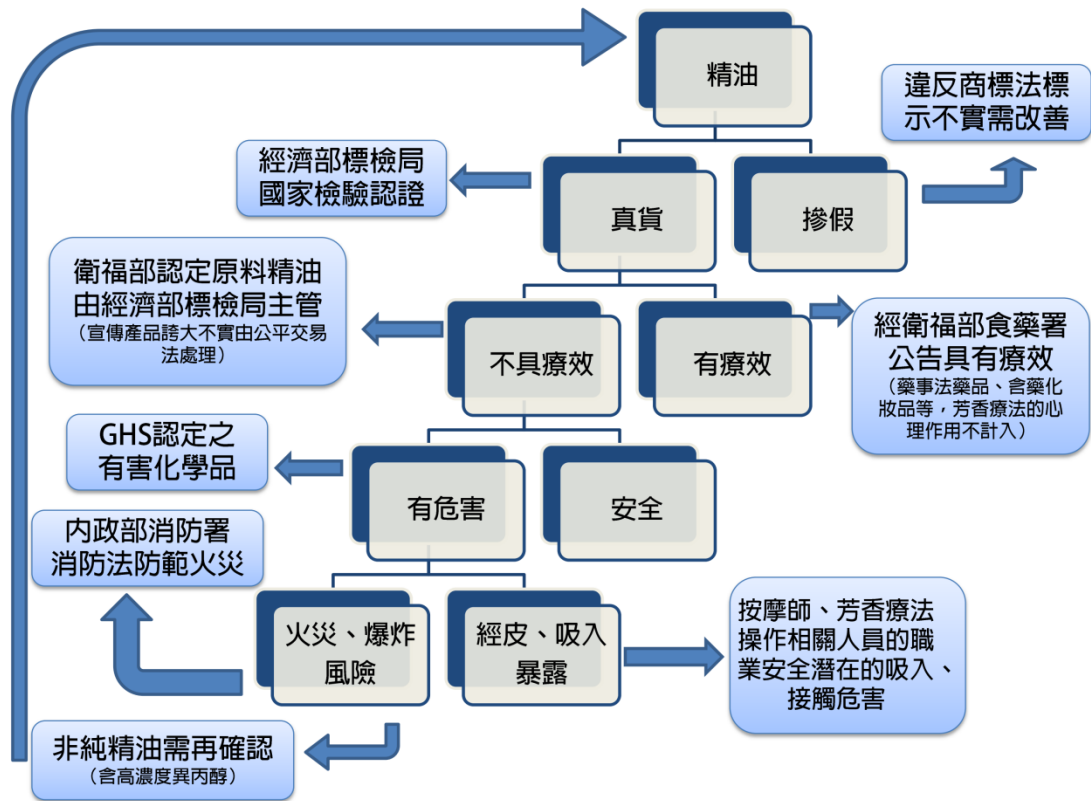 精油
違反商標法標
示不實需改善
經濟部標檢局
國家檢驗認證
真貨
摻假
衛福部認定原料精油
由經濟部標檢局主管
（宣傳產品誇大不實由公平交易
法處理）
不具療效
有療效
經衛福部食藥署
公告具有療效
（藥事法藥品、含藥化
妝品等，芳香療法的心
理作用不計入）
GHS認定之
有害化學品
有危害
安全
內政部消防署
消防法防範火災
火災、爆炸
風險
經皮、吸入
暴露
按摩師、芳香療法
操作相關人員的職
業安全潛在的吸入、
接觸危害
非純精油需再確認
（含高濃度異丙醇）